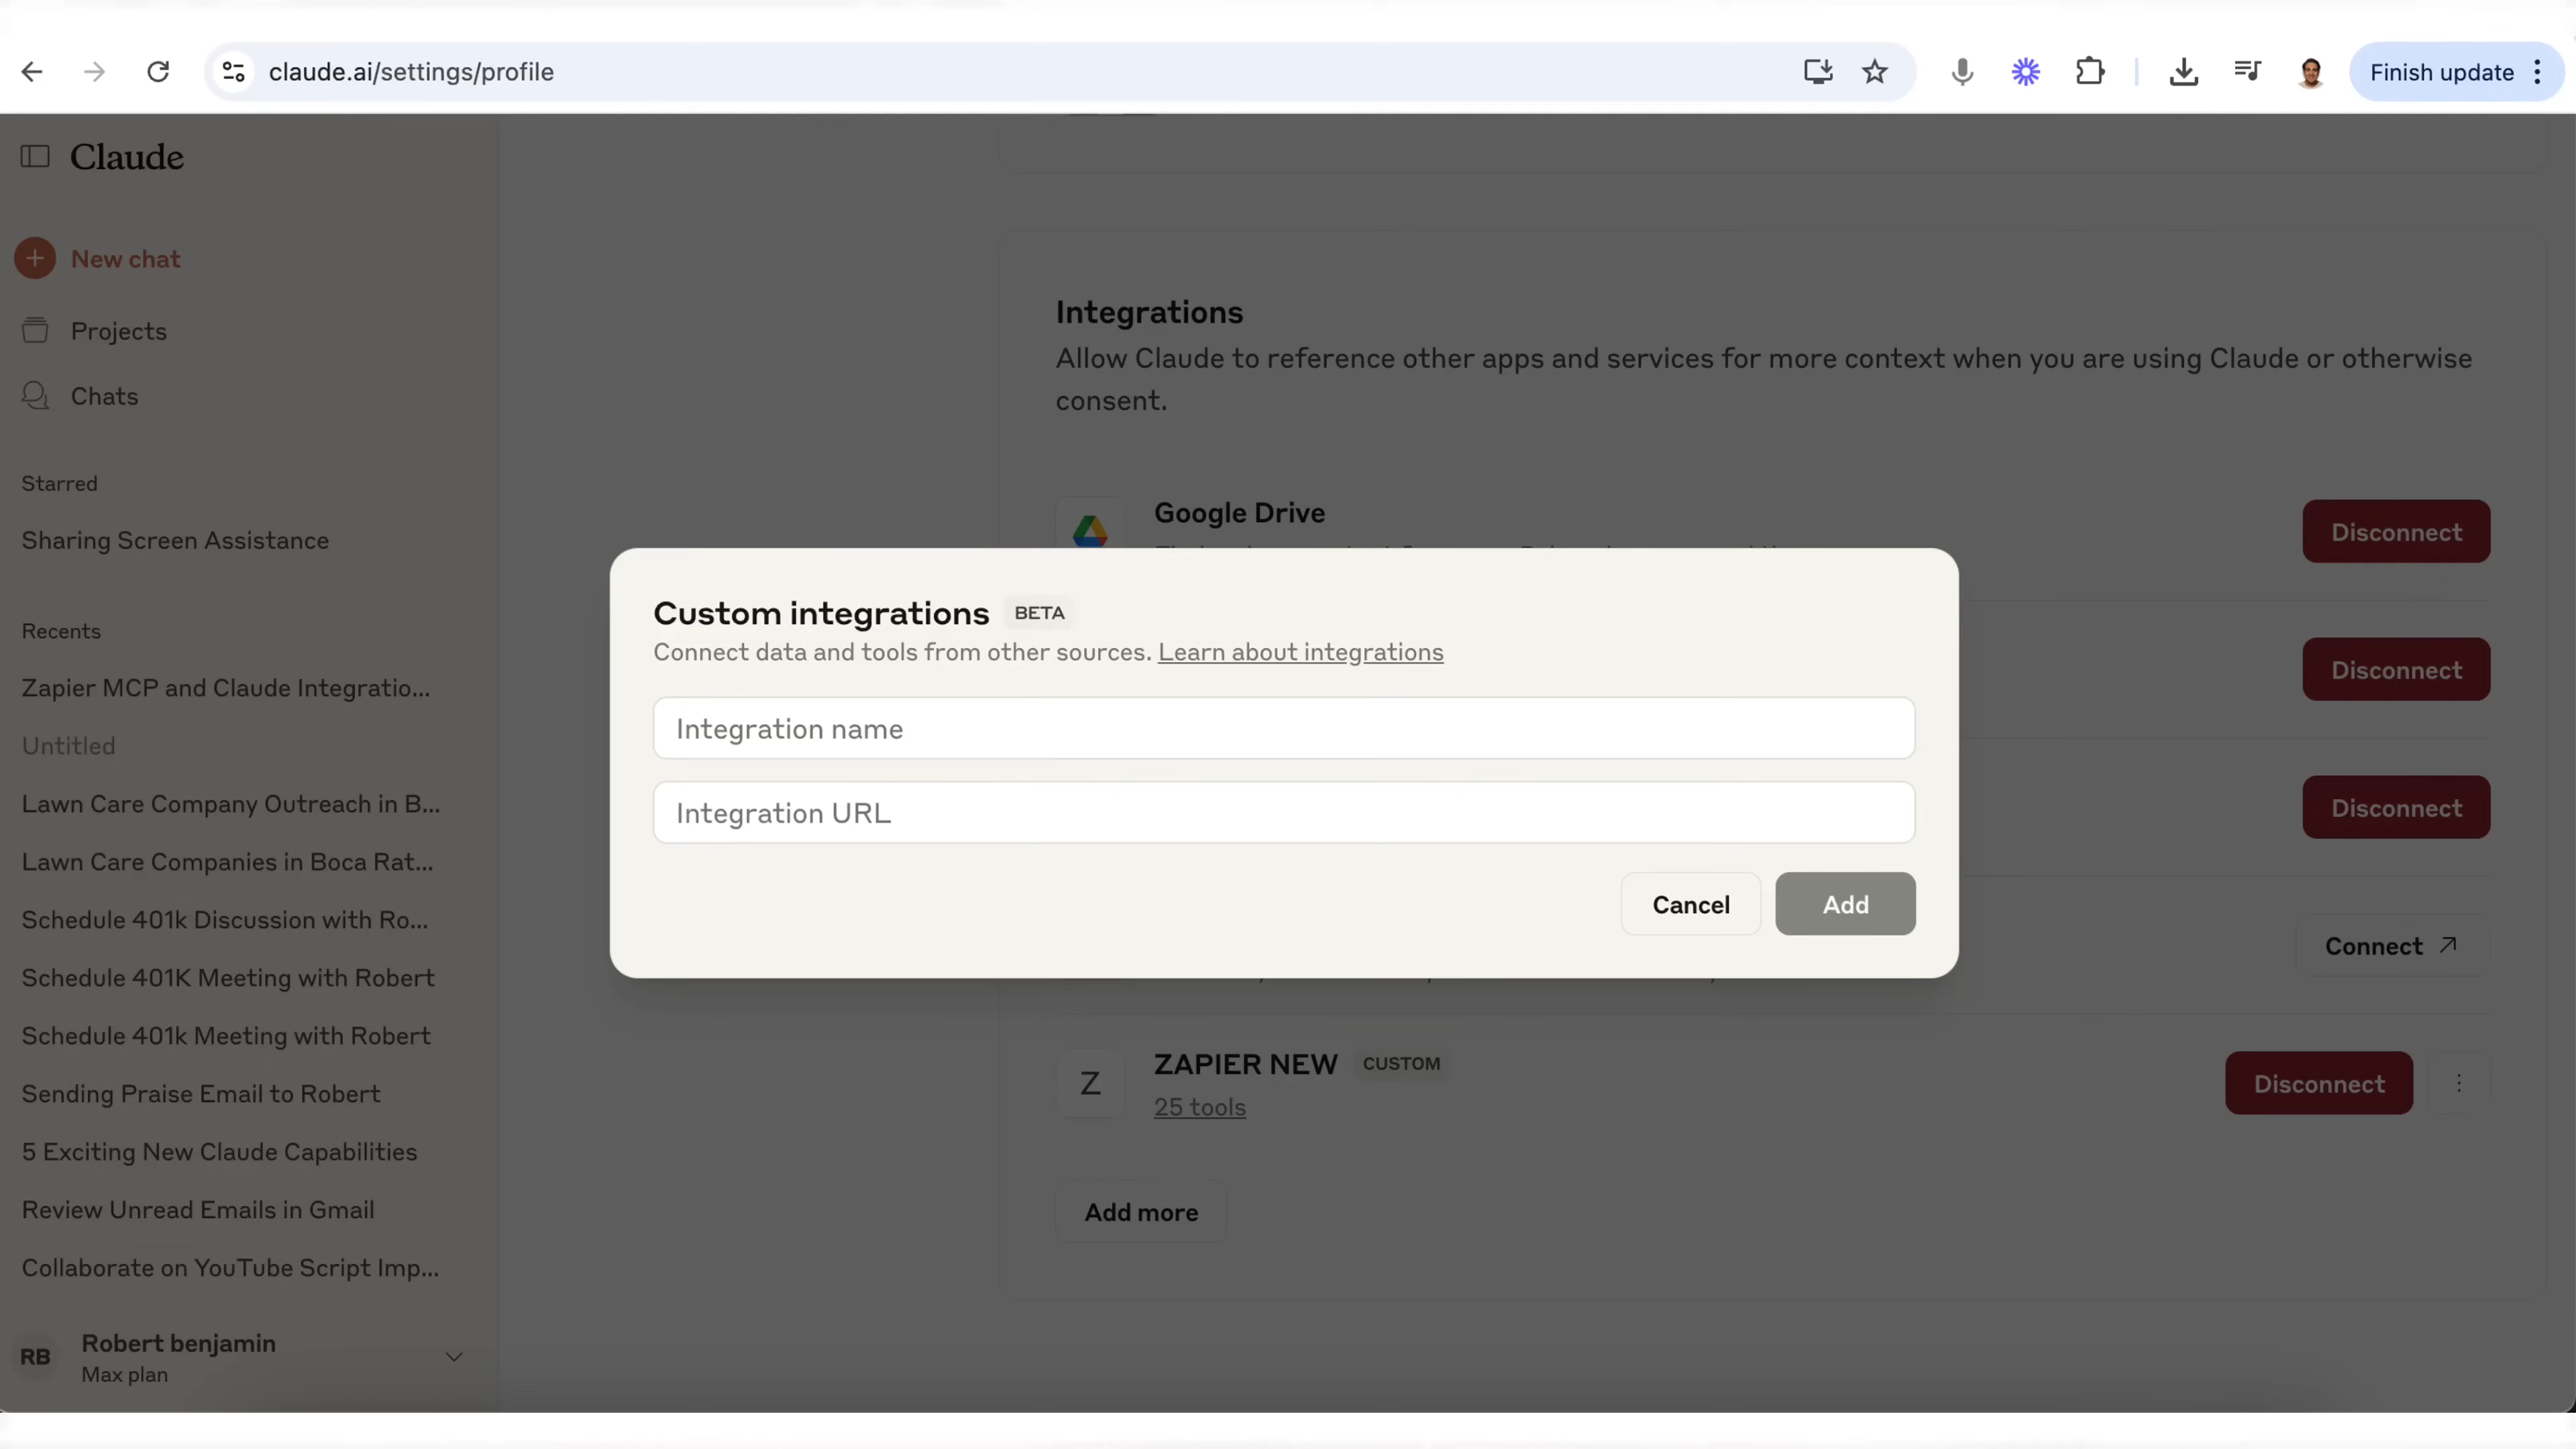 claude.ai/settings/profile
Finish update
Claude
New chat
Projects
Chats
Starred
Sharing Screen Assistance
Recents
Zapier MCP and Claude Integratio...
Untitled
Lawn Care Company Outreach in B...
Lawn Care Companies in Boca Rat...
Schedule 401k Discussion with Ro...
Schedule 401K Meeting with Robert
Schedule 401k Meeting with Robert
Sending Praise Email to Robert
5 Exciting New Claude Capabilities
Review Unread Emails in Gmail
Collaborate on YouTube Script Imp...
RB
Robert benjamin
Max plan
Integrations
Allow Claude to reference other apps and services for more context when you are using Claude or otherwise
consent.
Google Drive
Disconnect
Disconnect
Disconnect
Connect
Custom integrations BETA
Connect data and tools from other sources. Learn about integrations
Integration name
Integration URL
Cancel
Add
Z
ZAPIER NEW CUSTOM
25 tools
Disconnect
Add more